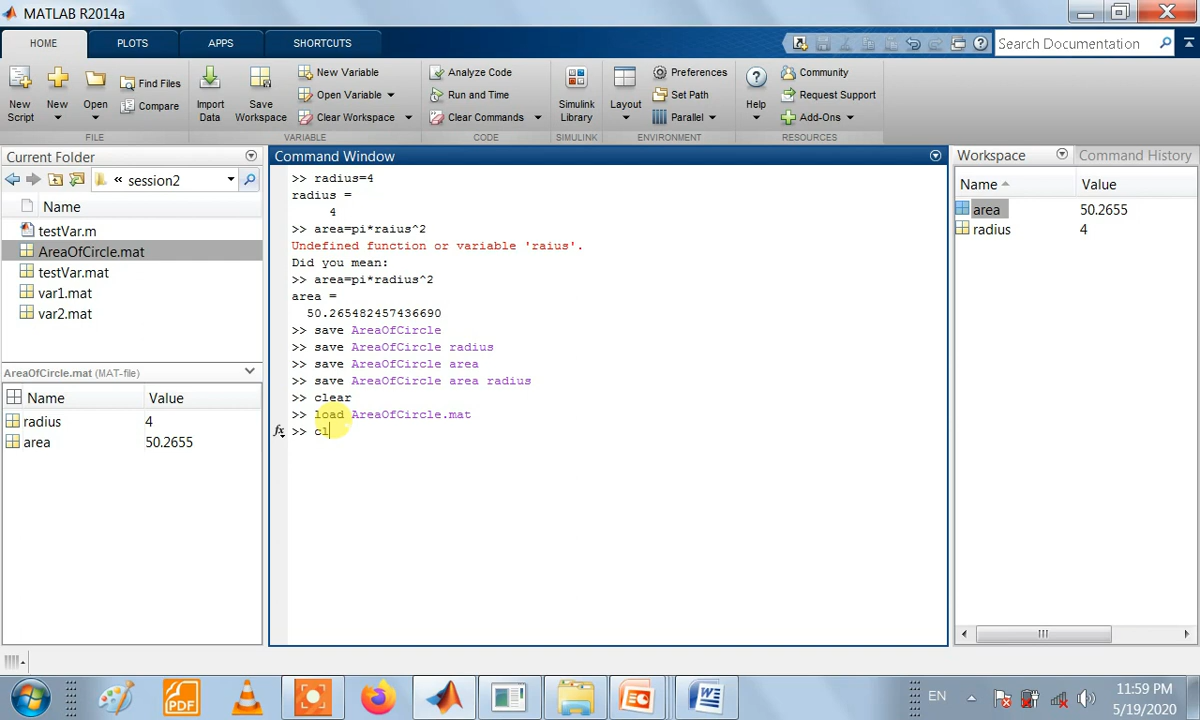 MATLAB R2014a
HOME PLOTS APPS SHORTCUTS
Search Documentation
New Script
New
Open
Find Files
Compare
FILE
Import Data
Save Workspace
New Variable
Open Variable
Clear Workspace
VARIABLE
Analyze Code
Run and Time
Clear Commands
CODE
Simulink Library
SIMULINK
Layout
Preferences
Set Path
Parallel
ENVIRONMENT
Help
Community
Request Support
Add-Ons
RESOURCES
Current Folder
« session2
Name
testVar.m
AreaOfCircle.mat
testVar.mat
var1.mat
var2.mat
AreaOfCircle.mat (MAT-file)
Name Value
radius 4
area 50.2655
Command Window
>> radius=4
radius =
4
>> area=pi*raius^2
Undefined function or variable 'raius'.
Did you mean:
>> area=pi*radius^2
area =
50.265482457436690
>> save AreaOfCircle
>> save AreaOfCircle radius
>> save AreaOfCircle area
>> save AreaOfCircle area radius
>> clear
>> load AreaOfCircle.mat
fx >> cl
Workspace Command History
Name Value
area 50.2655
radius 4
PDF
EN
11:59 PM
5/19/2020